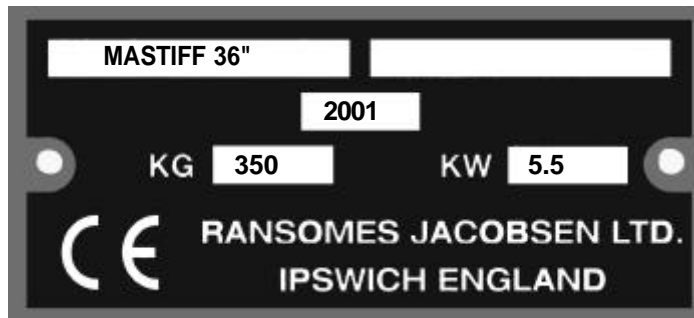 MASTIFF 36"
2001
KG 350 KW 5.5
CE RANSOMES JACOBSEN LTD.
IPSWICH ENGLAND